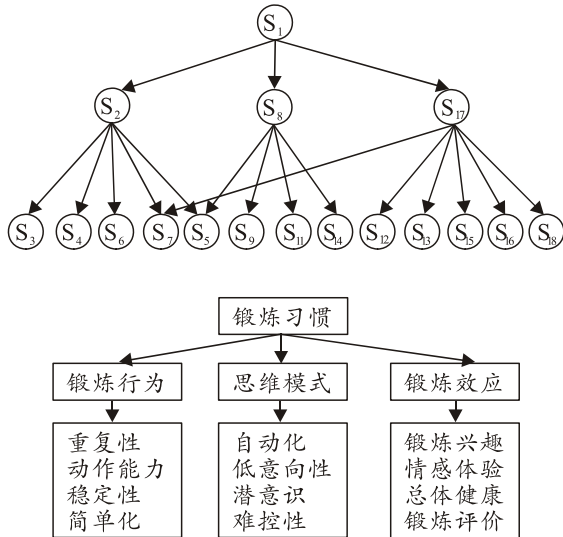 S₁
S₂ S₈ S₁₇
S₃ S₄ S₆ S₇ S₅ S₉ S₁₁ S₁₄ S₁₂ S₁₃ S₁₅ S₁₆ S₁₈
锻炼习惯
锻炼行为 思维模式 锻炼效应
重复性 自动化 锻炼兴趣
动作能力 低意向性 情感体验
稳定性 潜意识 总体健康
简单化 难控性 锻炼评价